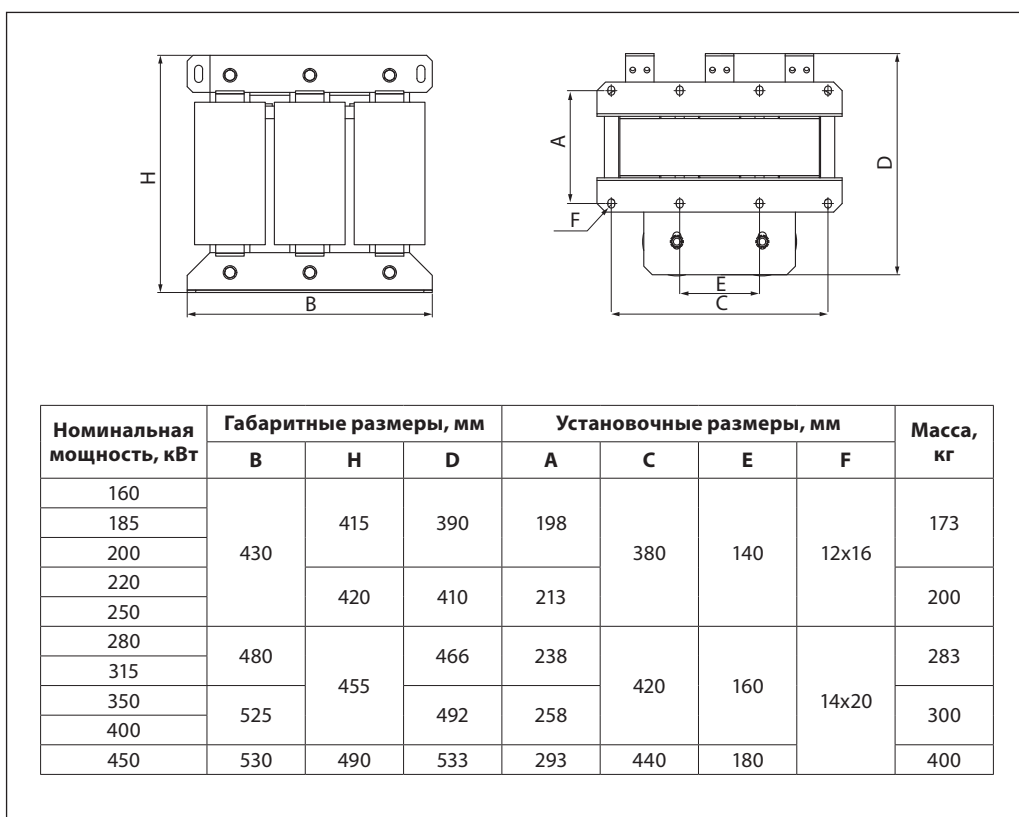 H
B
A
F
D
E
C
Номинальная мощность, кВт
Габаритные размеры, мм
Установочные размеры, мм
Масса, кг
B H D A C E F
160
185
200
220
250
280
315
350
400
450
430
415 390 198
380 140 12x16
173
420 410 213
200
480
455
466 238
420 160
14x20
283
525
492 258
300
530 490 533 293 440 180
400